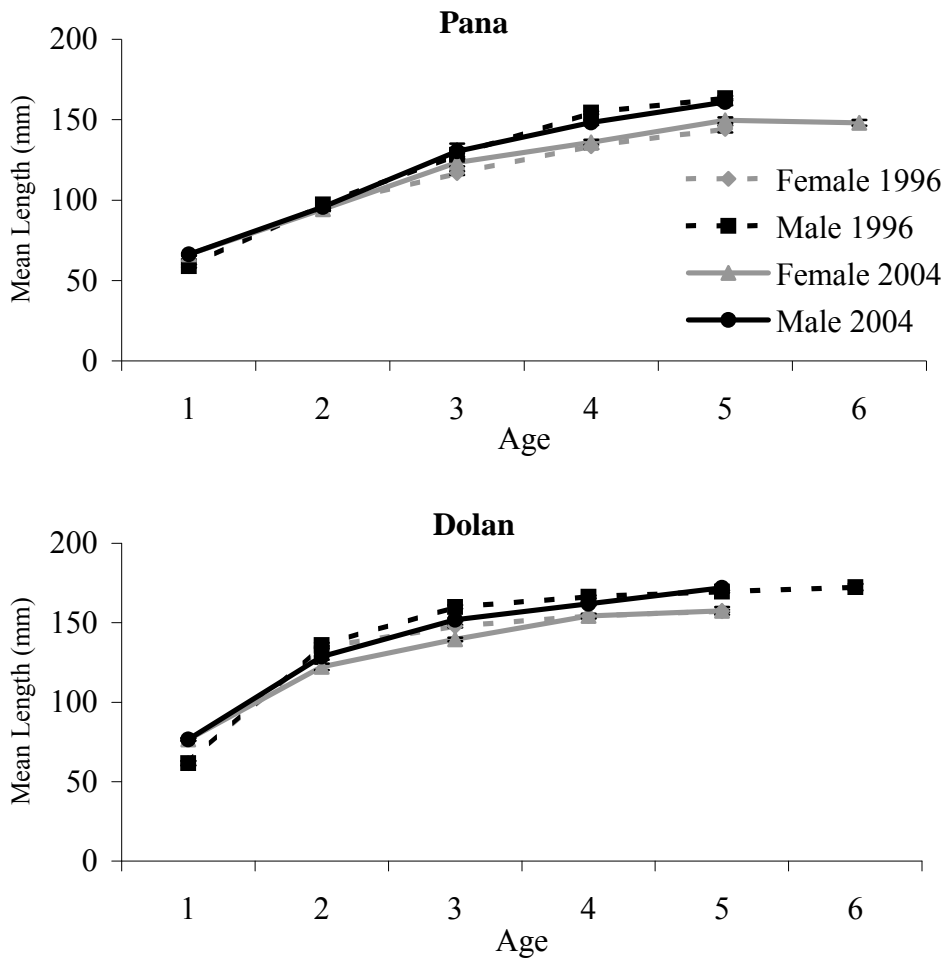 Pana
200
150
100
50
0
Mean Length (mm)
Female 1996
Male 1996
Female 2004
Male 2004
1 2 3 4 5 6
Age
Dolan
200
150
100
50
0
Mean Length (mm)
1 2 3 4 5 6
Age